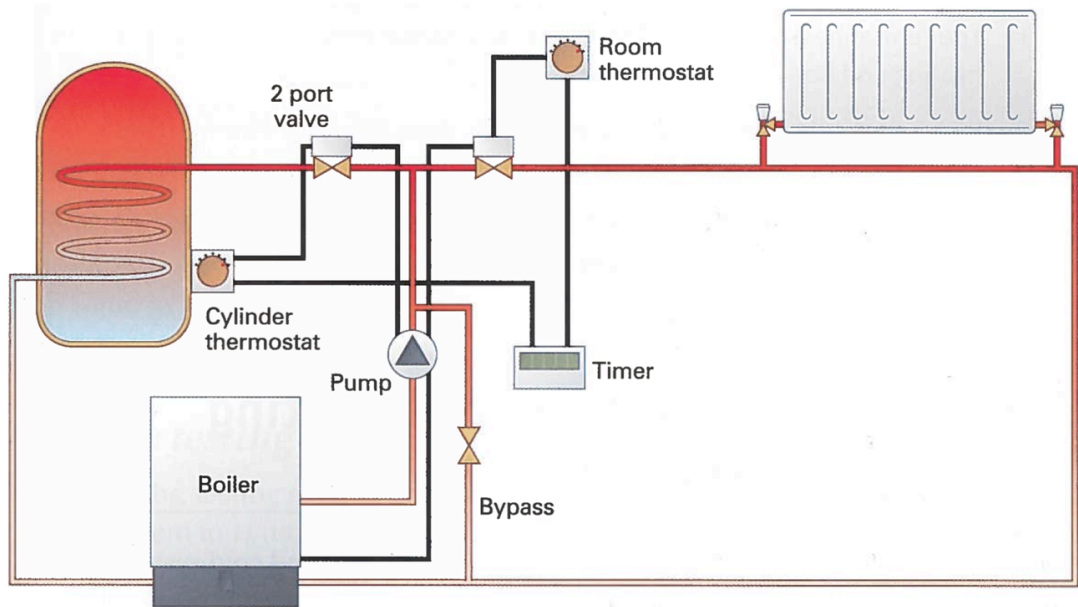 Room
thermostat
2 port
valve
Cylinder
thermostat
Pump
Timer
Boiler
Bypass